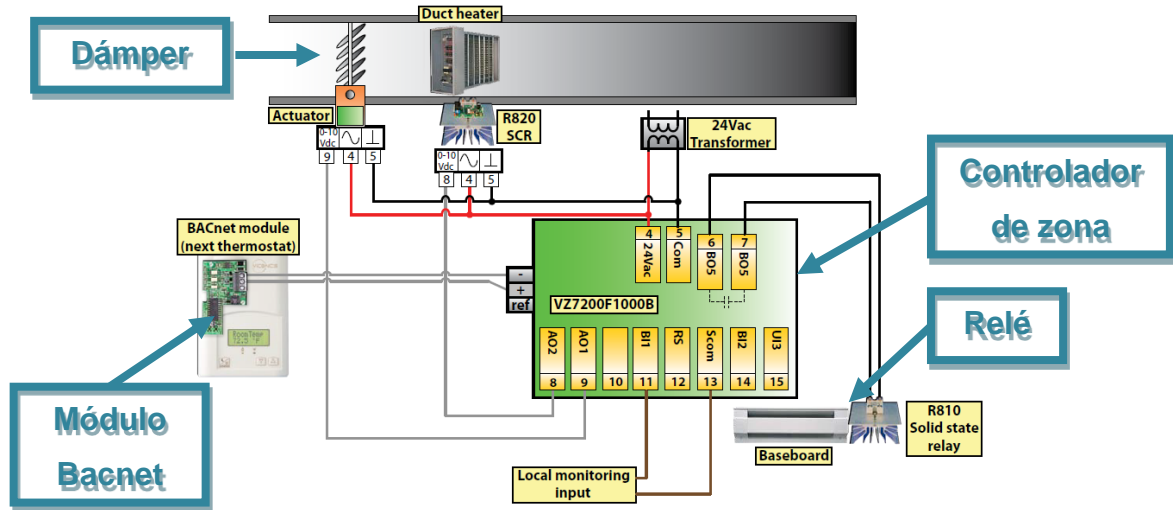 Duct heater
Dámper
Actuator
R820
SCR
24Vac
Transformer
0-10
Vdc
9 4 5
0-10
Vdc
8 4 5
Controlador
de zona
BACnet module
(next thermostat)
4 24Vac
5 Com
6 BO5
7 BO5
-
+
ref
VZ7200F1000B
RoomTemp
AO2 8
AO1 9
10
BI1 11
RS 12
Scom 13
BI2 14
UI3 15
Relé
Módulo
Bacnet
R810
Solid state
relay
Baseboard
Local monitoring
input